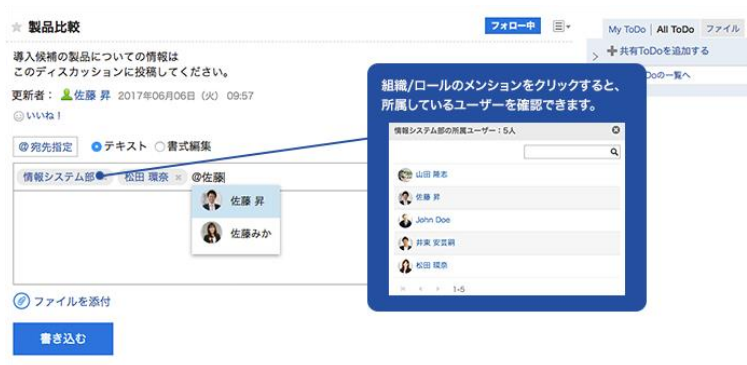 製品比較
フォロー中
導入候補の製品についての情報は
このディスカッションに投稿してください。
更新者： 佐藤 昇 2017年06月06日（火） 09:57
いいね！
@宛先指定 テキスト 書式編集
情報システム部 松田 環奈 × @佐藤
佐藤 昇
佐藤みか
ファイルを添付
書き込む
My ToDo | All ToDo ファイル
共有ToDoを追加する
Doの一覧へ
組織/ロールのメンションをクリックすると、
所属しているユーザーを確認できます。
情報システム部の所属ユーザー：5人
山田 隆志
佐藤 昇
John Doe
松田 環奈
1-5